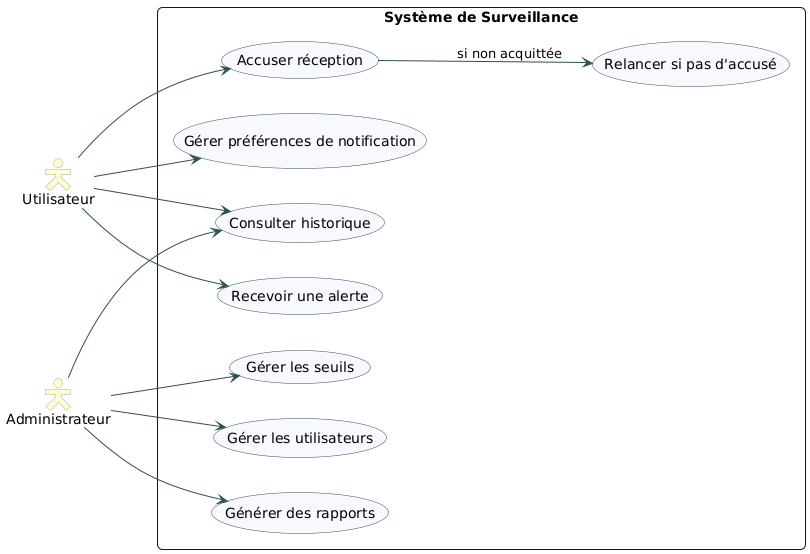 Système de Surveillance
si non acquittée
Accuser réception
Relancer si pas d'accusé
Gérer préférences de notification
Utilisateur
Consulter historique
Recevoir une alerte
Gérer les seuils
Administrateur
Gérer les utilisateurs
Générer des rapports